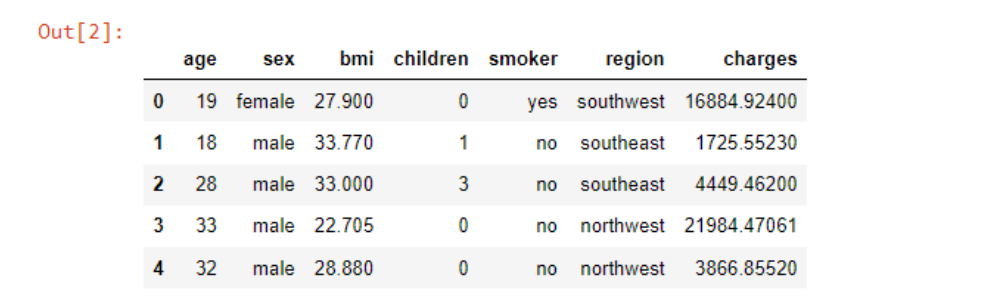 Out[2]:
age sex bmi children smoker region charges
0 19 female 27.900 0 yes southwest 16884.92400
1 18 male 33.770 1 no southeast 1725.55230
2 28 male 33.000 3 no southeast 4449.46200
3 33 male 22.705 0 no northwest 21984.47061
4 32 male 28.880 0 no northwest 3866.85520